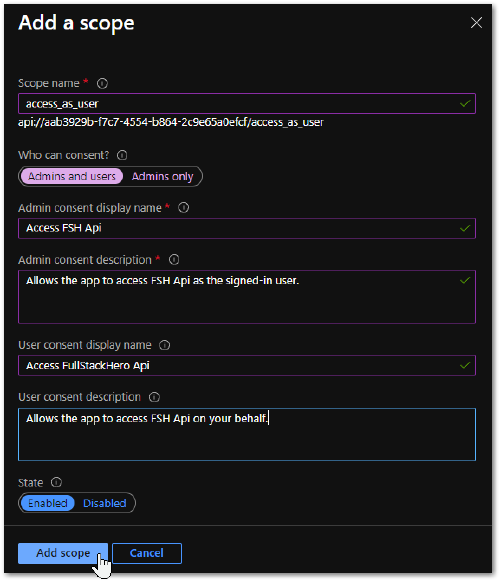 Add a scope
Scope name *
access_as_user
api://aab3929b-f7c7-4554-b864-2c9e65a0efcf/access_as_user
Who can consent?
Admins and users Admins only
Admin consent display name *
Access FSH Api
Admin consent description *
Allows the app to access FSH Api as the signed-in user.
User consent display name
Access FullStackHero Api
User consent description
Allows the app to access FSH Api on your behalf.
State
Enabled Disabled
Add scope Cancel